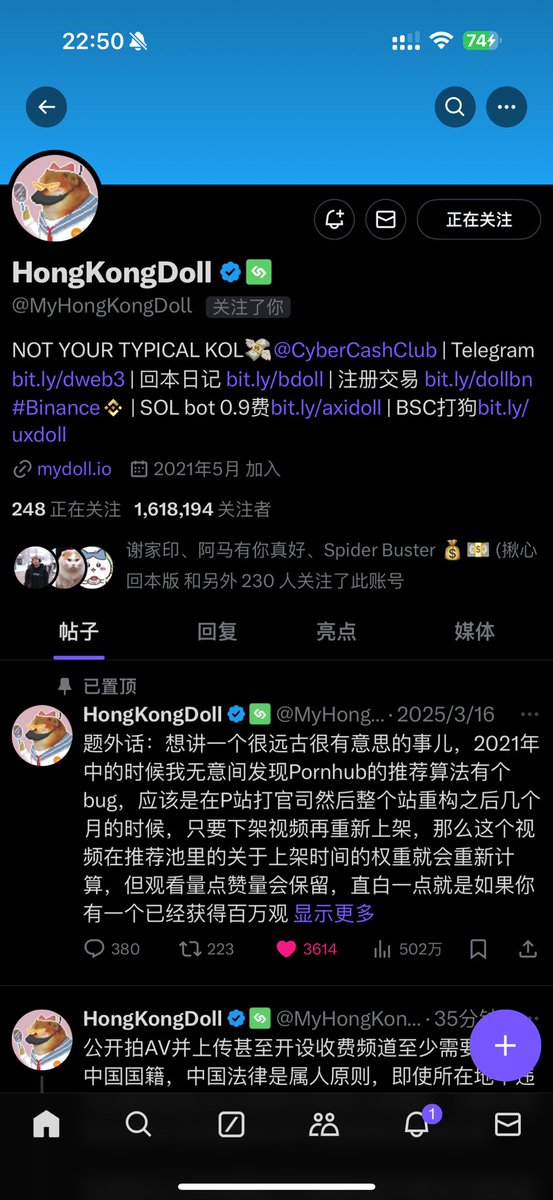 22:50
74
正在关注
HongKongDoll
@MyHongKongDoll 关注了你
NOT YOUR TYPICAL KOL💸@CyberCashClub | Telegram
bit.ly/dweb3 | 回本日记 bit.ly/bdoll | 注册交易 bit.ly/dollbn
#Binance | SOL bot 0.9费bit.ly/axidoll | BSC打狗bit.ly/
uxdoll
mydoll.io 2021年5月 加入
248 正在关注 1,618,194 关注者
谢家印、阿马有你真好、Spider Buster 💰 💵 (揪心
回本版 和另外 230 人关注了此账号
帖子 回复 亮点 媒体
已置顶
HongKongDoll @MyHong... · 2025/3/16
题外话：想讲一个很远古很有意思的事儿，2021年
中的时候我无意间发现Pornhub的推荐算法有个
bug，应该是在P站打官司然后整个站重构之后几个
月的时候，只要下架视频再重新上架，那么这个视
频在推荐池里的关于上架时间的权重就会重新计
算，但观看量点赞量会保留，直白一点就是如果你
有一个已经获得百万观 显示更多
380 223 3614 502万
HongKongDoll @MyHongKon... · 35分钟
公开拍AV并上传甚至开设收费频道至少需要
中国国籍，中国法律是属人原则，即使所在地不违
1